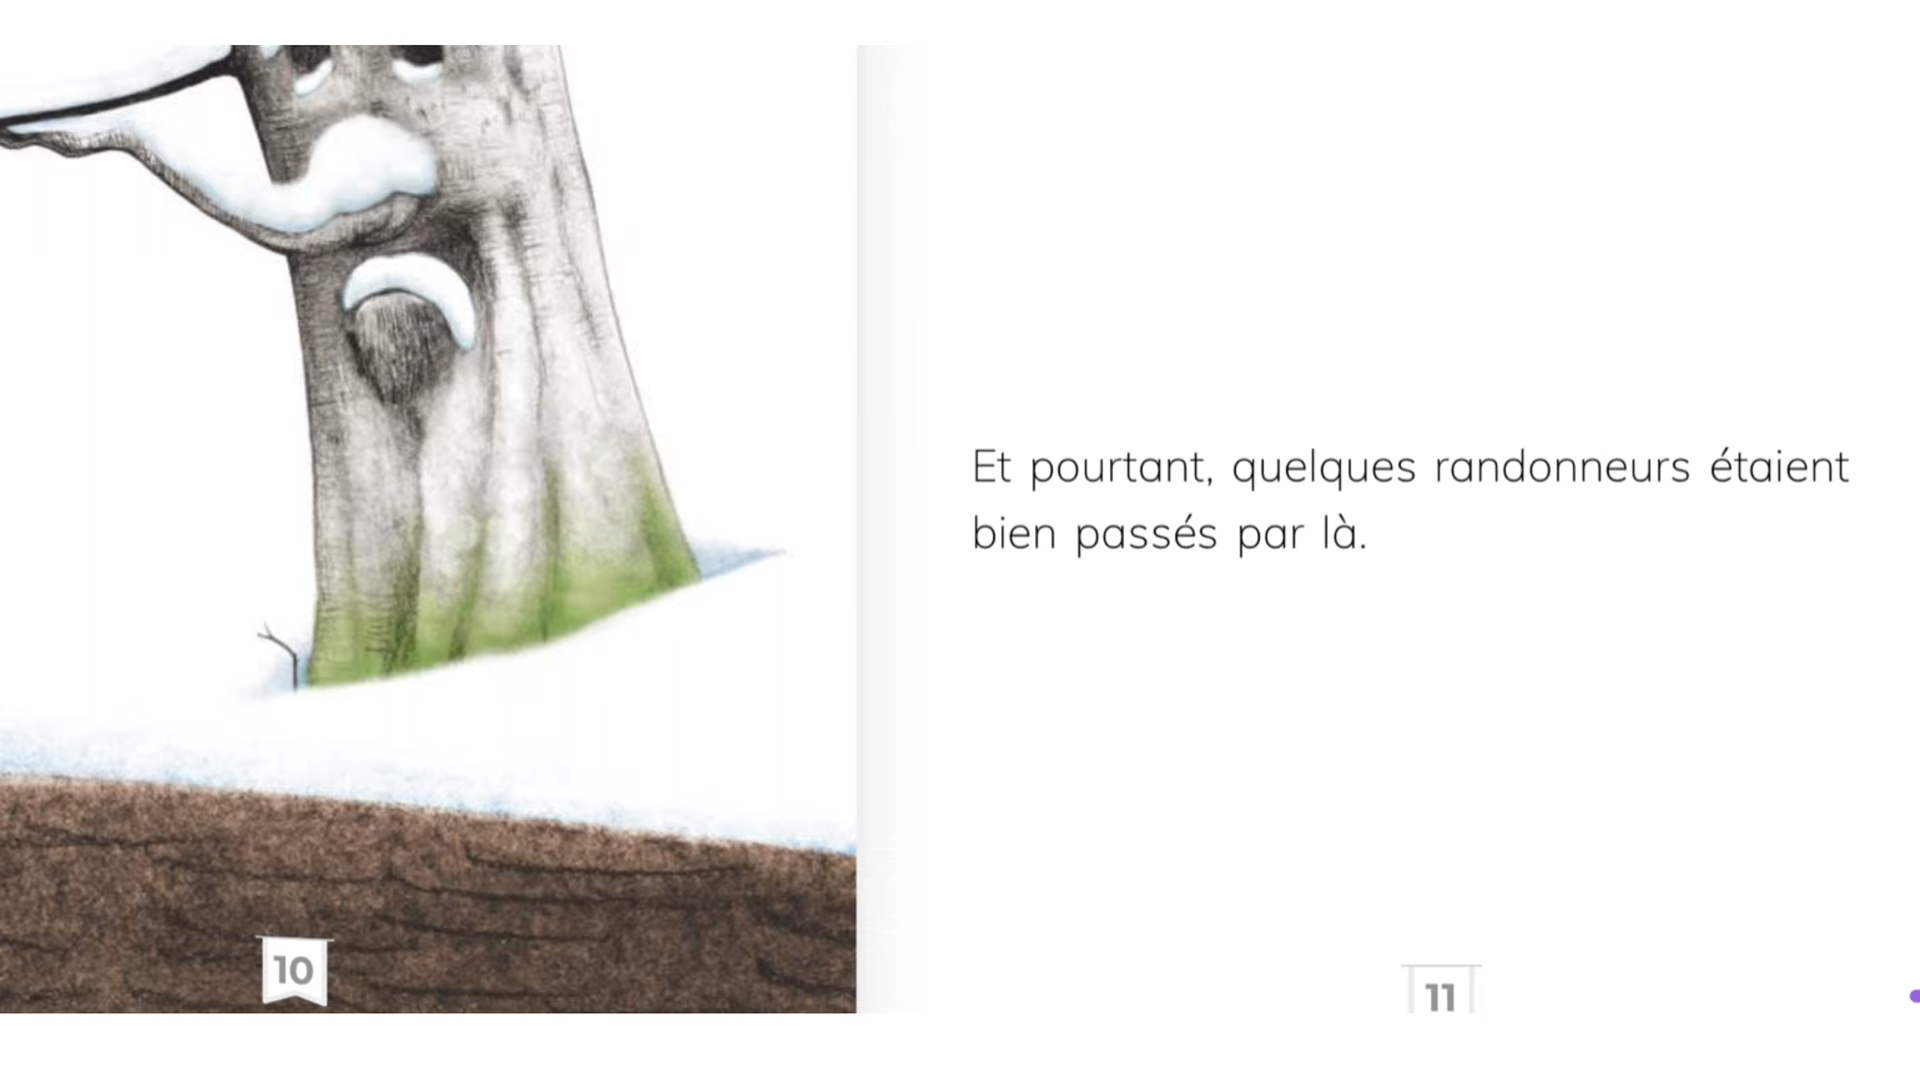 Et pourtant, quelques randonneurs étaient
bien passés par là.
10
11